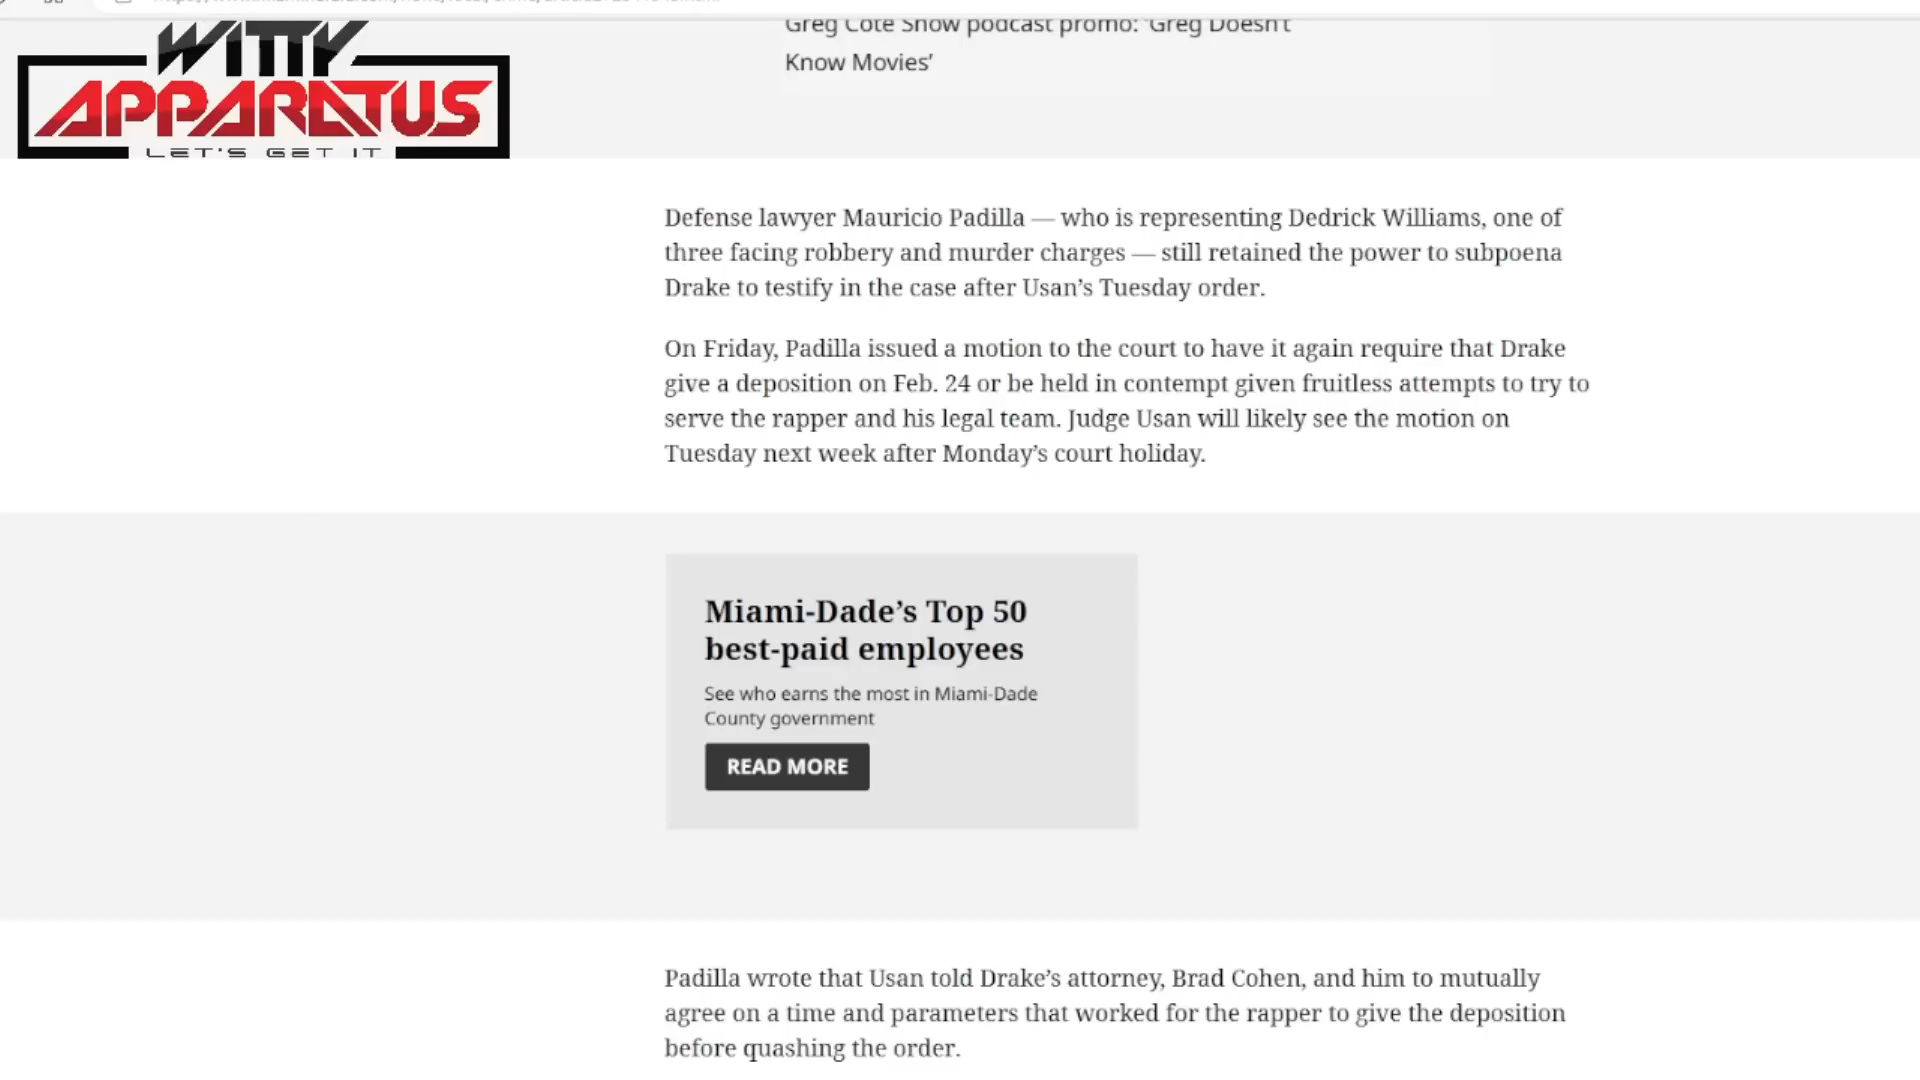 Greg Cote Show podcast promo: 'Greg Doesn't
Know Movies’
WITTY
APPARATUS
LET'S GET IT
Defense lawyer Mauricio Padilla — who is representing Dedrick Williams, one of
three facing robbery and murder charges — still retained the power to subpoena
Drake to testify in the case after Usan’s Tuesday order.
On Friday, Padilla issued a motion to the court to have it again require that Drake
give a deposition on Feb. 24 or be held in contempt given fruitless attempts to try to
serve the rapper and his legal team. Judge Usan will likely see the motion on
Tuesday next week after Monday’s court holiday.
Miami-Dade’s Top 50
best-paid employees
See who earns the most in Miami-Dade
County government
READ MORE
Padilla wrote that Usan told Drake’s attorney, Brad Cohen, and him to mutually
agree on a time and parameters that worked for the rapper to give the deposition
before quashing the order.